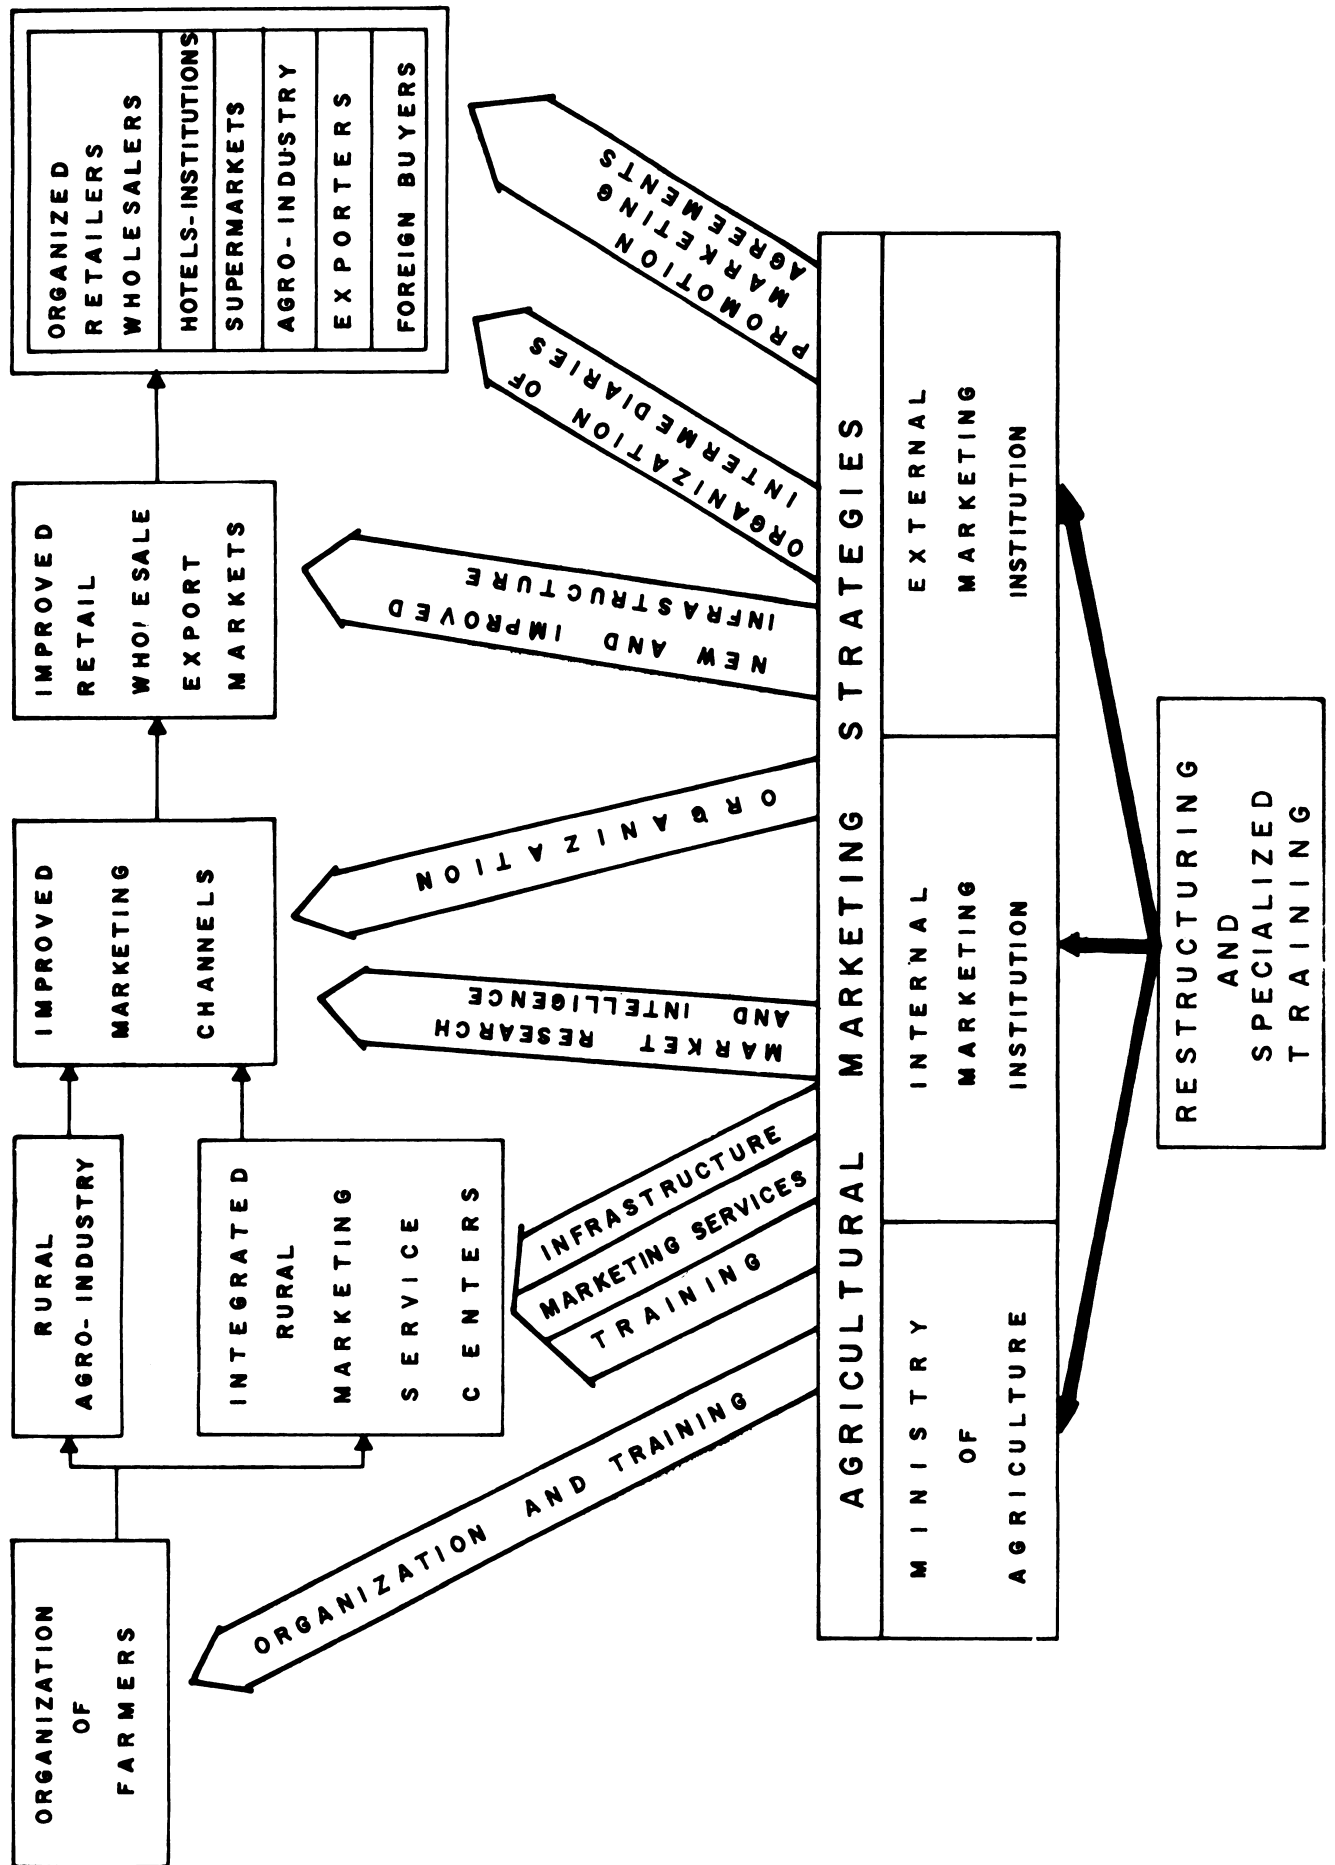 ORGANIZATION
OF
FARMERS
RURAL
AGRO-INDUSTRY
INTEGRATED
RURAL
MARKETING
SERVICE
CENTERS
IMPROVED
MARKETING
CHANNELS
IMPROVED
RETAIL
WHOLESALE
EXPORT
MARKETS
ORGANIZED
RETAILERS
WHOLESALERS
HOTELS-INSTITUTIONS
SUPERMARKETS
AGRO-INDUSTRY
EXPORTERS
FOREIGN BUYERS
ORGANIZATION AND TRAINING
TRAINING
MARKETING SERVICES
INFRASTRUCTURE
MARKET RESEARCH
AND INTELLIGENCE
ORGANIZATION
NEW AND IMPROVED
INFRASTRUCTURE
ORGANIZATION OF
INTERMEDIARIES
PROMOTION
MARKETING
AGREEMENTS
AGRICULTURAL MARKETING STRATEGIES
MINISTRY
OF
AGRICULTURE
INTERNAL
MARKETING
INSTITUTION
EXTERNAL
MARKETING
INSTITUTION
RESTRUCTURING
AND
SPECIALIZED
TRAINING